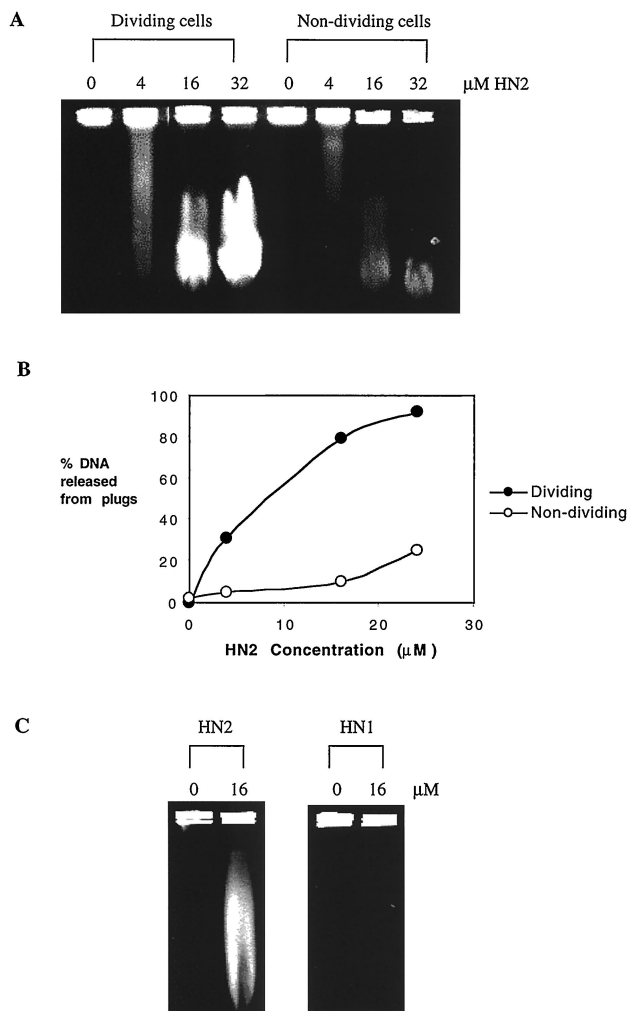 A
Dividing cells Non-dividing cells
0 4 16 32 0 4 16 32 μM HN2
B
100
80
60
40
20
0
% DNA
released
from plugs
0 10 20 30
HN2 Concentration (μM)
Dividing
Non-dividing
C
HN2 HN1
0 16 0 16 μM